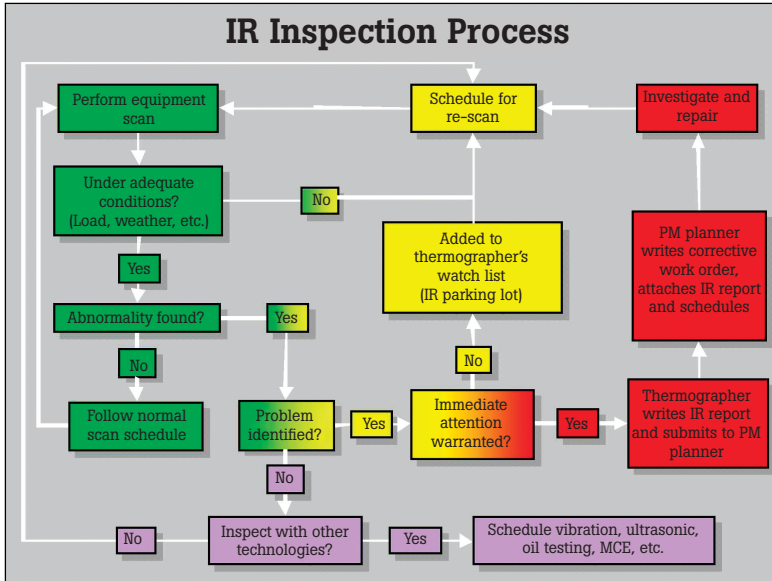 IR Inspection Process
Perform equipment
scan
Schedule for
re-scan
Investigate and
repair
Under adequate
conditions?
(Load, weather, etc.)
No
Added to
thermographer's
watch list
(IR parking lot)
PM planner
writes corrective
work order,
attaches IR report
and schedules
Yes
Abnormality found?
Yes
No
No
Follow normal
scan schedule
Problem
identified?
Yes
Immediate
attention
warranted?
Yes
Thermographer
writes IR report
and submits to PM
planner
No
No
Inspect with other
technologies?
Yes
Schedule vibration, ultrasonic,
oil testing, MCE, etc.